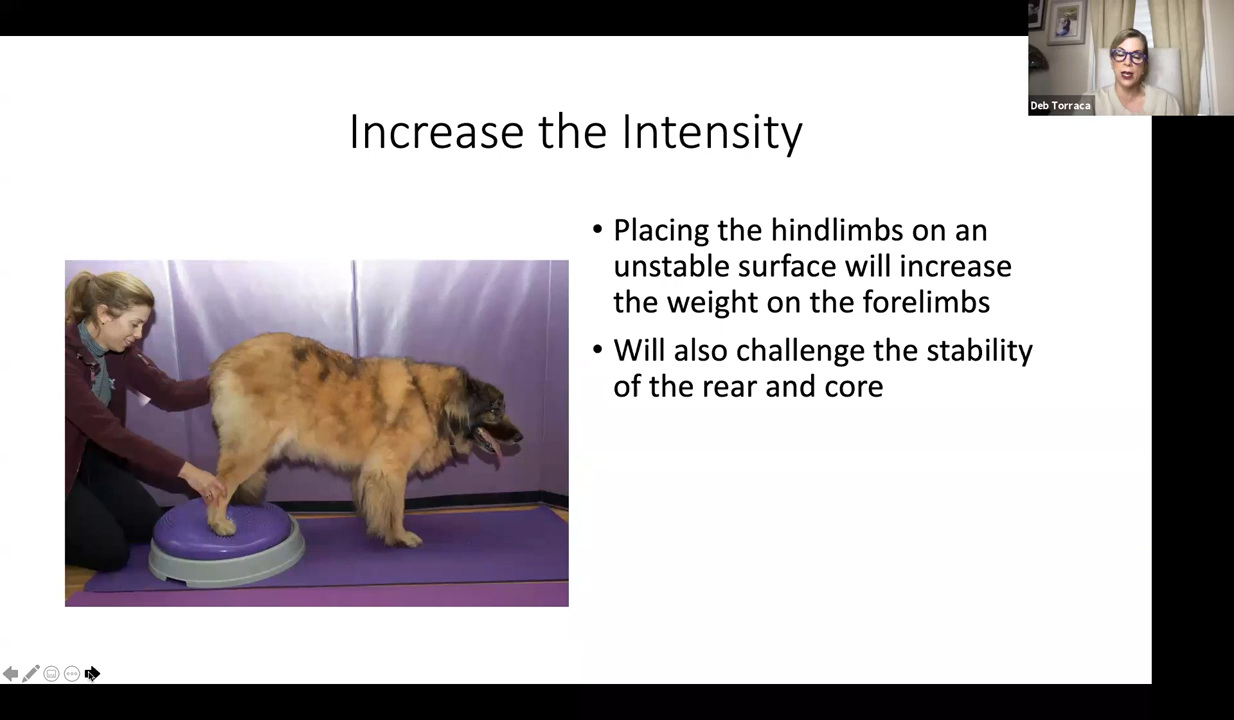 Deb Torraca
Increase the Intensity
• Placing the hindlimbs on an
unstable surface will increase
the weight on the forelimbs
• Will also challenge the stability
of the rear and core